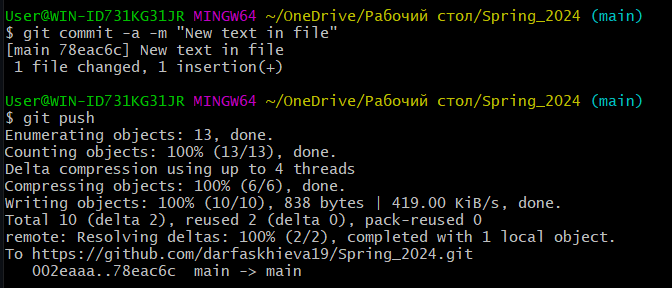 User@WIN-ID731KG31JR MINGW64 ~/OneDrive/Рабочий стол/Spring_2024 (main)
$ git commit -a -m "New text in file"
[main 78eac6c] New text in file
 1 file changed, 1 insertion(+)

User@WIN-ID731KG31JR MINGW64 ~/OneDrive/Рабочий стол/Spring_2024 (main)
$ git push
Enumerating objects: 13, done.
Counting objects: 100% (13/13), done.
Delta compression using up to 4 threads
Compressing objects: 100% (6/6), done.
Writing objects: 100% (10/10), 838 bytes | 419.00 KiB/s, done.
Total 10 (delta 2), reused 2 (delta 0), pack-reused 0
remote: Resolving deltas: 100% (2/2), completed with 1 local object.
To https://github.com/darfaskhieva19/Spring_2024.git
   002eaaa..78eac6c  main -> main